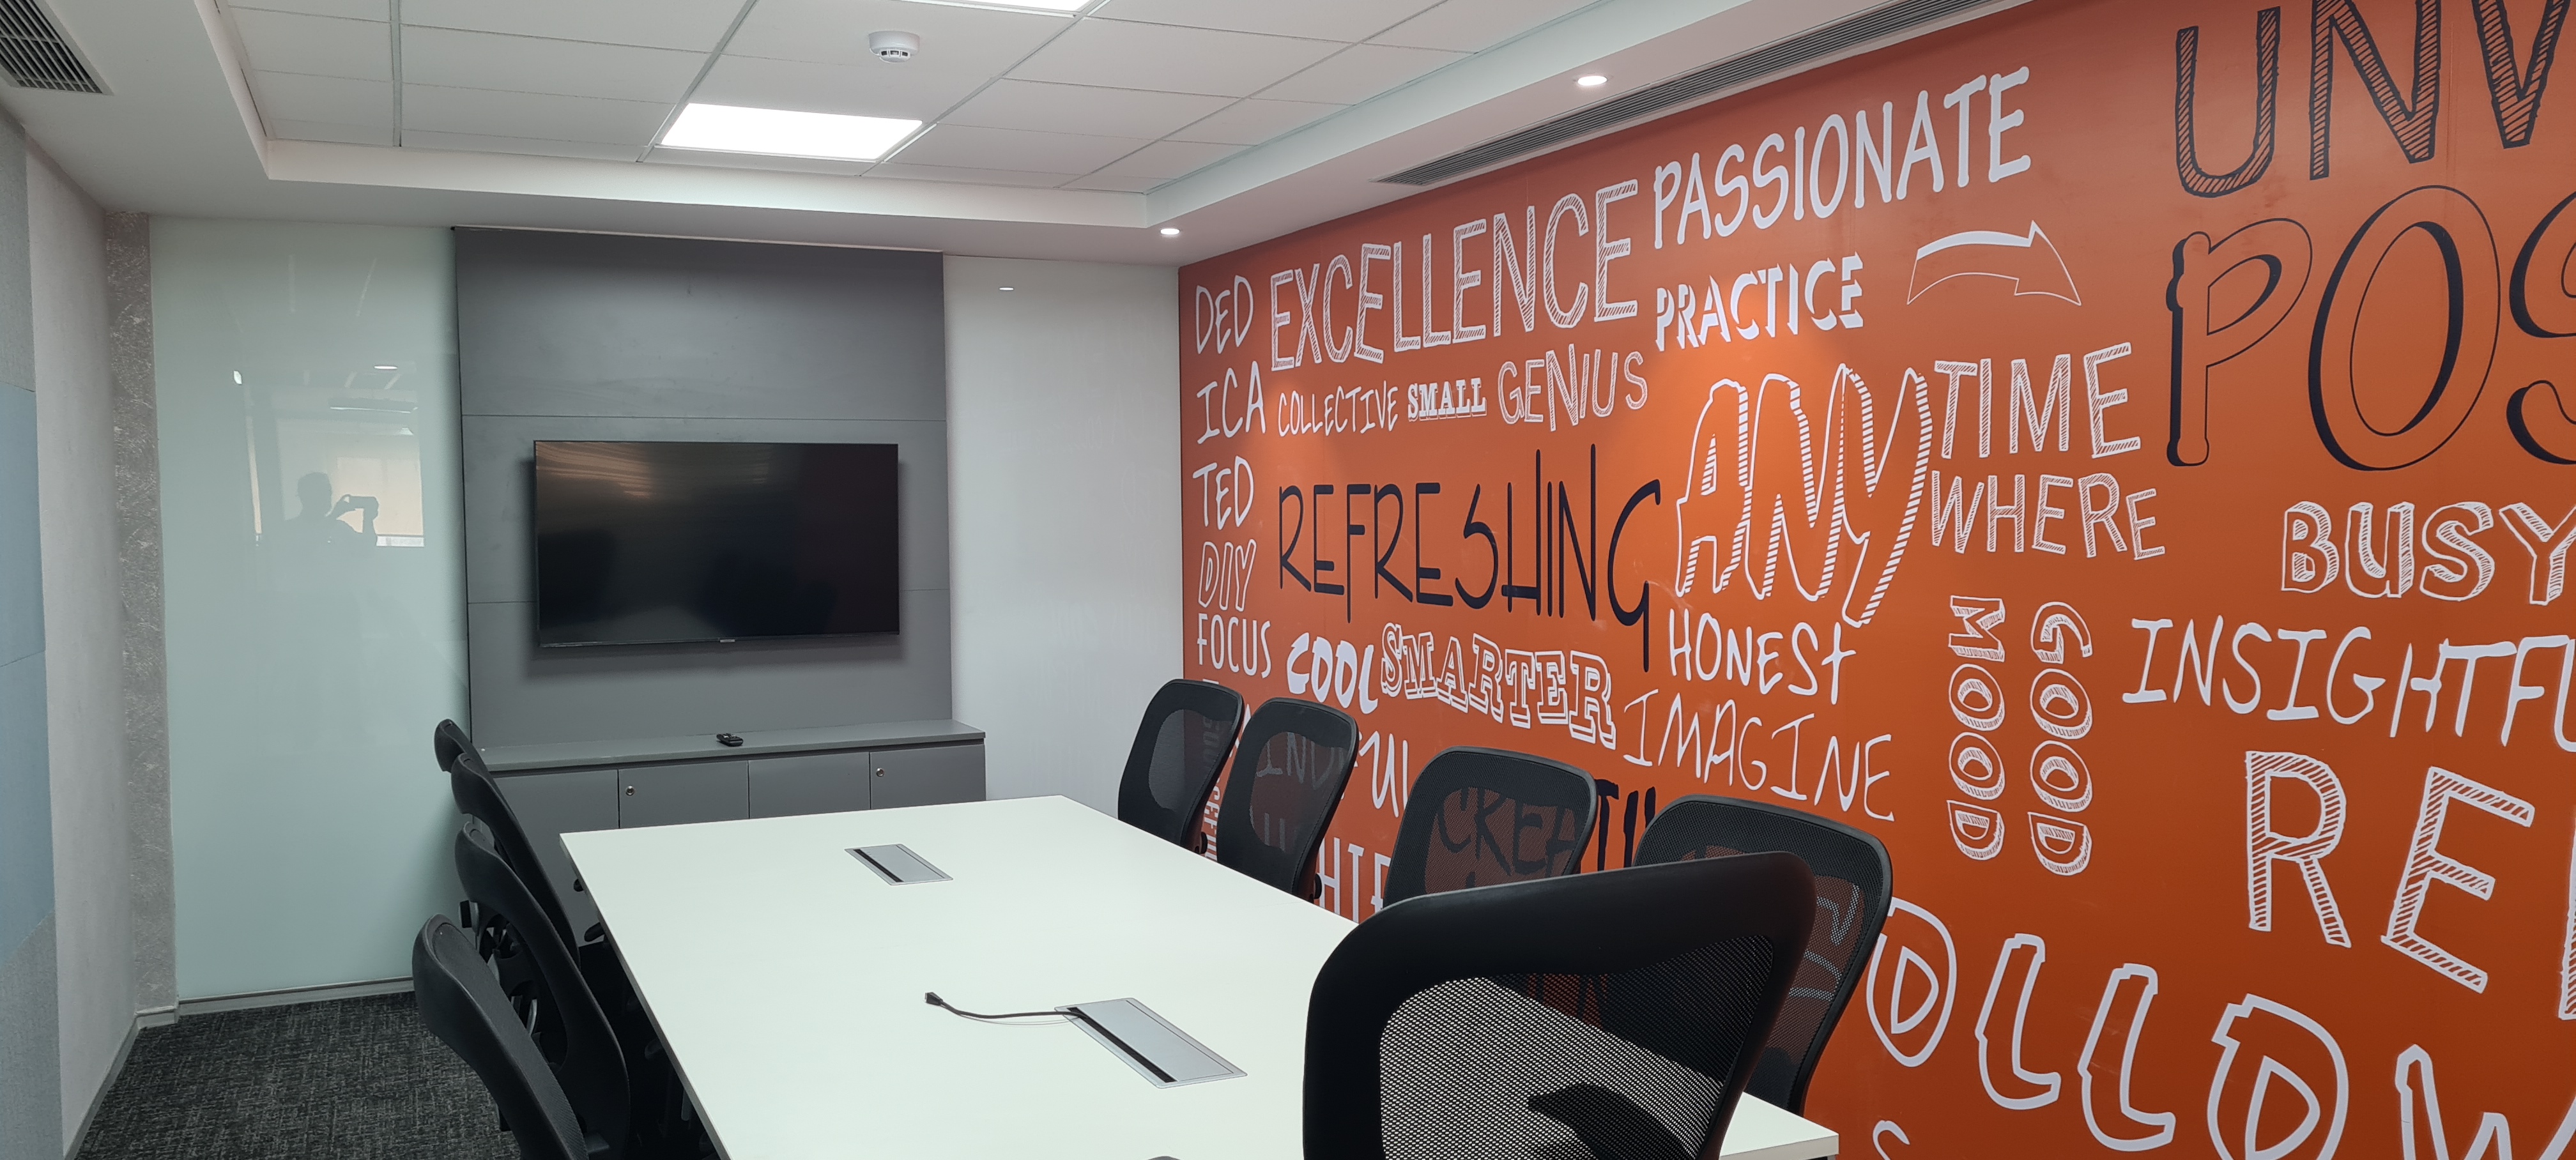 UNV
PASSIONATE
EXCELLENCE
DED
ICA
TED
PRACTICE
POS
COLLECTIVE SMALL GENIUS
ANY
TIME
WHERE
REFRESHING
BUSY
DIY
FOCUS
COOL SMARTER
HONEST
IMAGINE
GOOD
MOOD
INSIGHTFU
RE
OLLOW